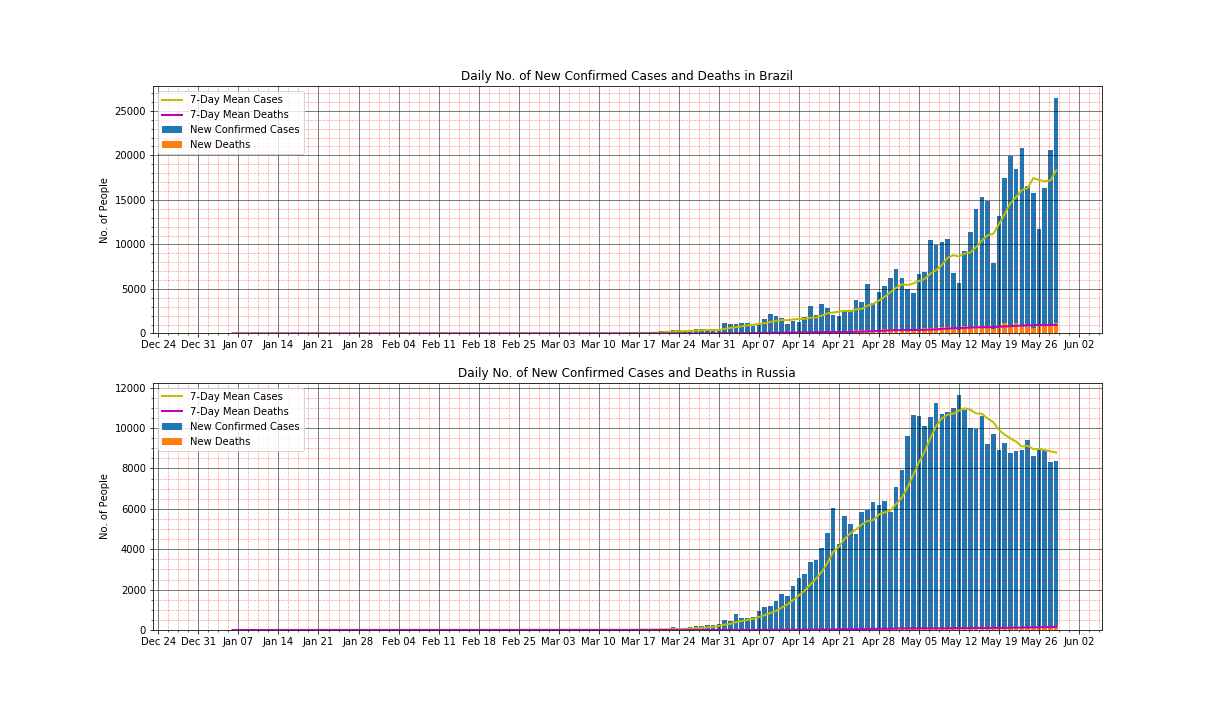 Daily No. of New Confirmed Cases and Deaths in Brazil
7-Day Mean Cases
7-Day Mean Deaths
New Confirmed Cases
New Deaths
No. of People
25000
20000
15000
10000
5000
0
Dec 24 Dec 31 Jan 07 Jan 14 Jan 21 Jan 28 Feb 04 Feb 11 Feb 18 Feb 25 Mar 03 Mar 10 Mar 17 Mar 24 Mar 31 Apr 07 Apr 14 Apr 21 Apr 28 May 05 May 12 May 19 May 26 Jun 02
Daily No. of New Confirmed Cases and Deaths in Russia
7-Day Mean Cases
7-Day Mean Deaths
New Confirmed Cases
New Deaths
No. of People
12000
10000
8000
6000
4000
2000
0
Dec 24 Dec 31 Jan 07 Jan 14 Jan 21 Jan 28 Feb 04 Feb 11 Feb 18 Feb 25 Mar 03 Mar 10 Mar 17 Mar 24 Mar 31 Apr 07 Apr 14 Apr 21 Apr 28 May 05 May 12 May 19 May 26 Jun 02